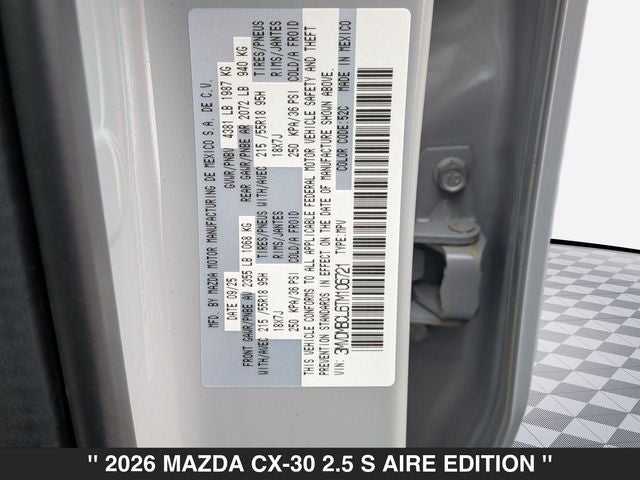 MFD. BY MAZDA MOTOR MANUFACTURING DE MEXICO S.A. DE C.V.
DATE 09/25 GVWR/PNBV 4381 LB 1987 KG
FRONT GAWR/PNBE AV 2355 LB 1068 KG REAR GAWR/PNBE AR 2072 LB 940 KG
WITH/AVEC 215 /55R18 95H TIRES/PNEUS WITH/AVEC 215 /55R18 95H TIRES/PNEUS
18X7J RIMS/JANTES 18X7J RIMS/JANTES
250 KPA/36 PSI COLD/A FROID 250 KPA/36 PSI COLD/A FROID
THIS VEHICLE CONFORMS TO ALL APPLICABLE FEDERAL MOTOR VEHICLE SAFETY AND THEFT
PREVENTION STANDARDS IN EFFECT ON THE DATE OF MANUFACTURE SHOWN ABOVE.
COLOR CODE:52C MADE IN MEXICO
VIN: 3MVDMBCL6TM106721 TYPE:MPV
" 2026 MAZDA CX-30 2.5 S AIRE EDITION "